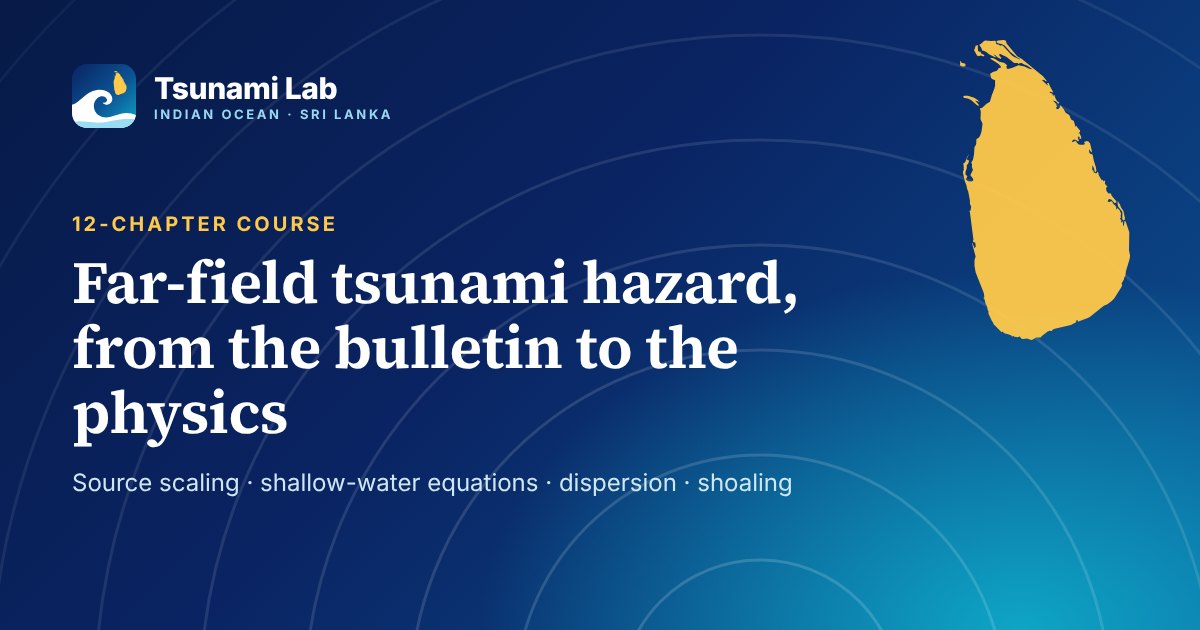 Tsunami Lab
INDIAN OCEAN · SRI LANKA
12-CHAPTER COURSE
Far-field tsunami hazard,
from the bulletin to the
physics
Source scaling · shallow-water equations · dispersion · shoaling